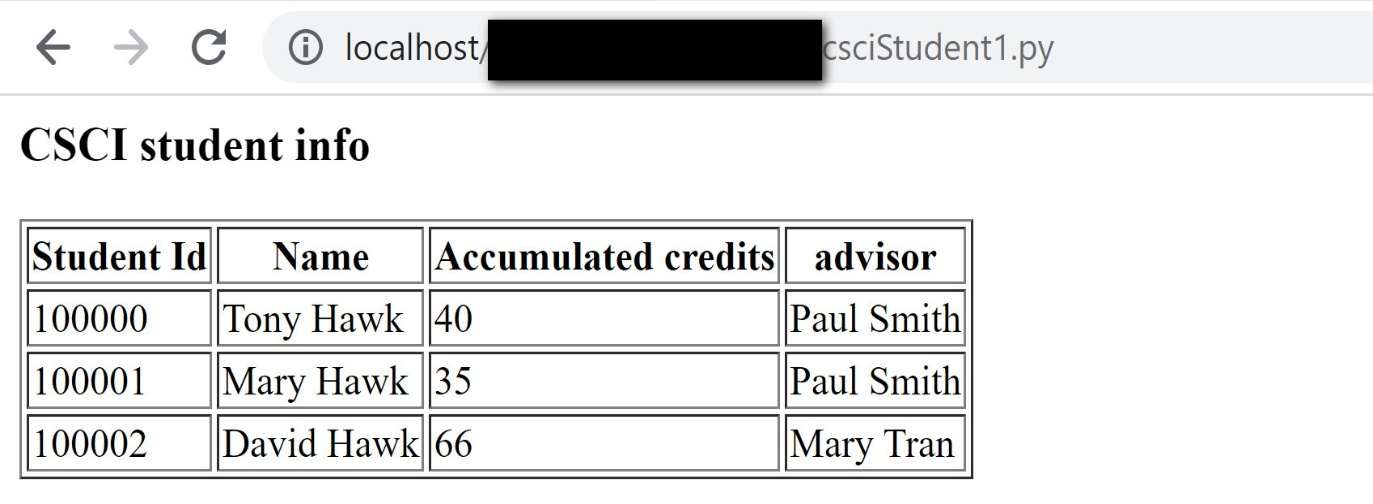 localhost/ csciStudent1.py
CSCI student info
Student Id Name Accumulated credits advisor
100000 Tony Hawk 40 Paul Smith
100001 Mary Hawk 35 Paul Smith
100002 David Hawk 66 Mary Tran